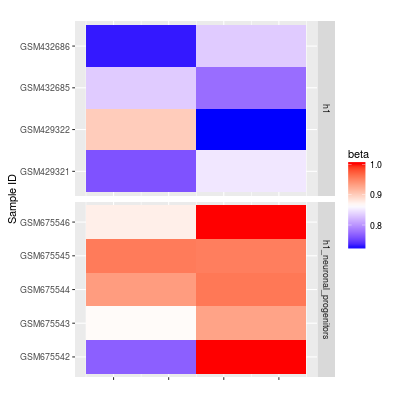 GSM432686
GSM432685
GSM429322
GSM429321
h1
GSM675546
GSM675545
GSM675544
GSM675543
GSM675542
h1_neuronal_progenitors
Sample ID
beta
1.0
0.9
0.8